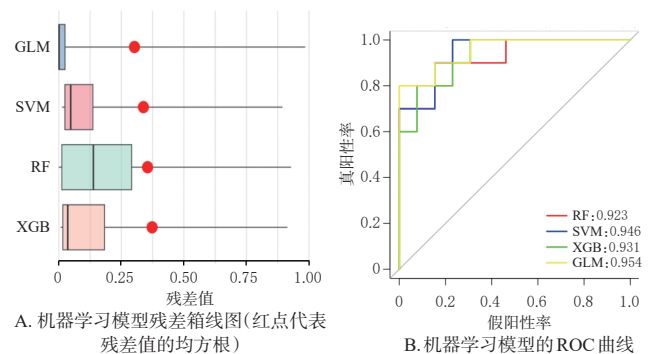 A.
GLM
SVM
RF
XGB
0 0.25 0.50 0.75 1.00
残差值
A. 机器学习模型残差箱线图(红点代表
残差值的均方根)
1.0
0.8
0.6
0.4
0.2
0
真阳性率
RF:0.923
SVM:0.946
XGB:0.931
GLM:0.954
0 0.2 0.4 0.6 0.8 1.0
假阳性率
B. 机器学习模型的ROC曲线